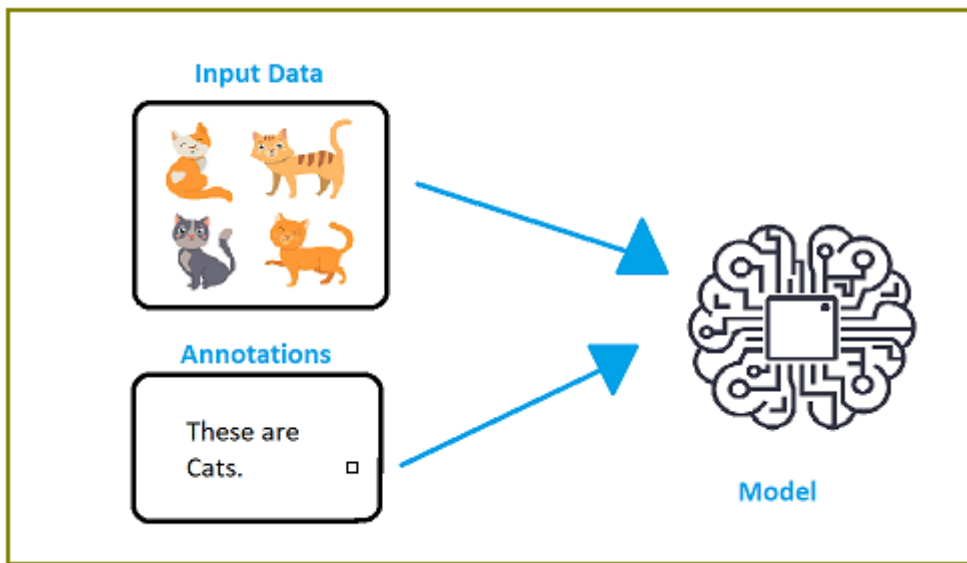 Input Data
Annotations
These are
Cats.
Model